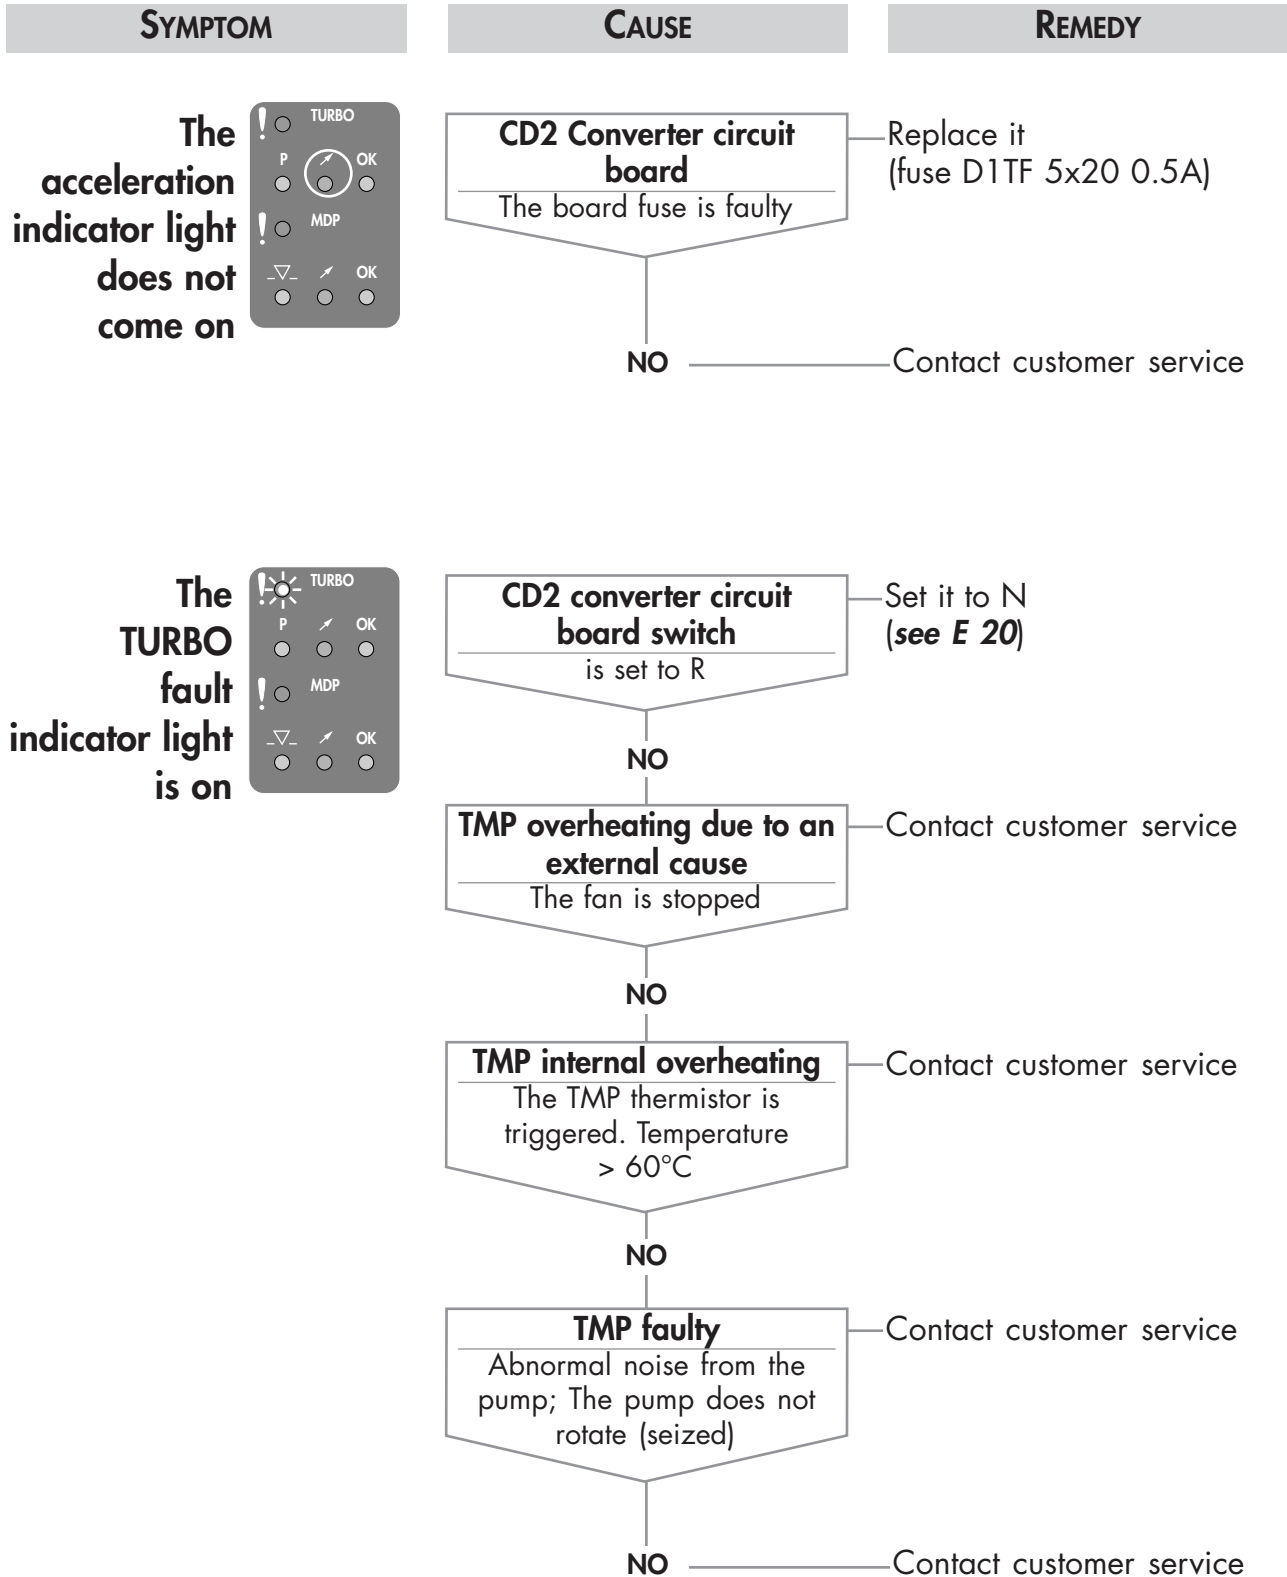 SYMPTOM
CAUSE
REMEDY
The
acceleration
indicator light
does not
come on
! TURBO
P OK
! MDP
_▽_ OK
CD2 Converter circuit
board
The board fuse is faulty
Replace it
(fuse D1TF 5x20 0.5A)
NO
Contact customer service
The
TURBO
fault
indicator light
is on
! TURBO
P OK
! MDP
_▽_ OK
CD2 converter circuit
board switch
is set to R
Set it to N
(see E 20)
NO
TMP overheating due to an
external cause
The fan is stopped
Contact customer service
NO
TMP internal overheating
The TMP thermistor is
triggered. Temperature
> 60°C
Contact customer service
NO
TMP faulty
Abnormal noise from the
pump; The pump does not
rotate (seized)
Contact customer service
NO
Contact customer service